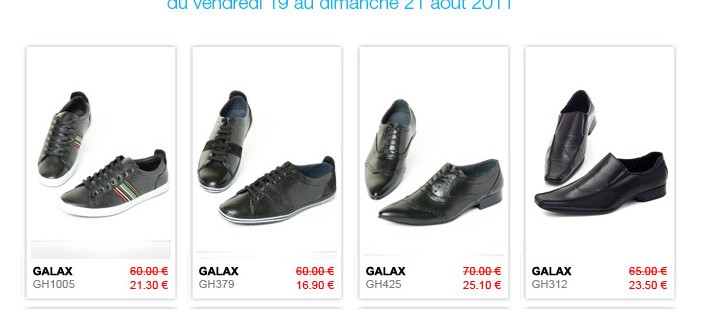 du vendredi 19 au dimanche 21 août 2011
GALAX 60.00 €
GH1005 21.30 €
GALAX 60.00 €
GH379 16.90 €
GALAX 70.00 €
GH425 25.10 €
GALAX 65.00 €
GH312 23.50 €